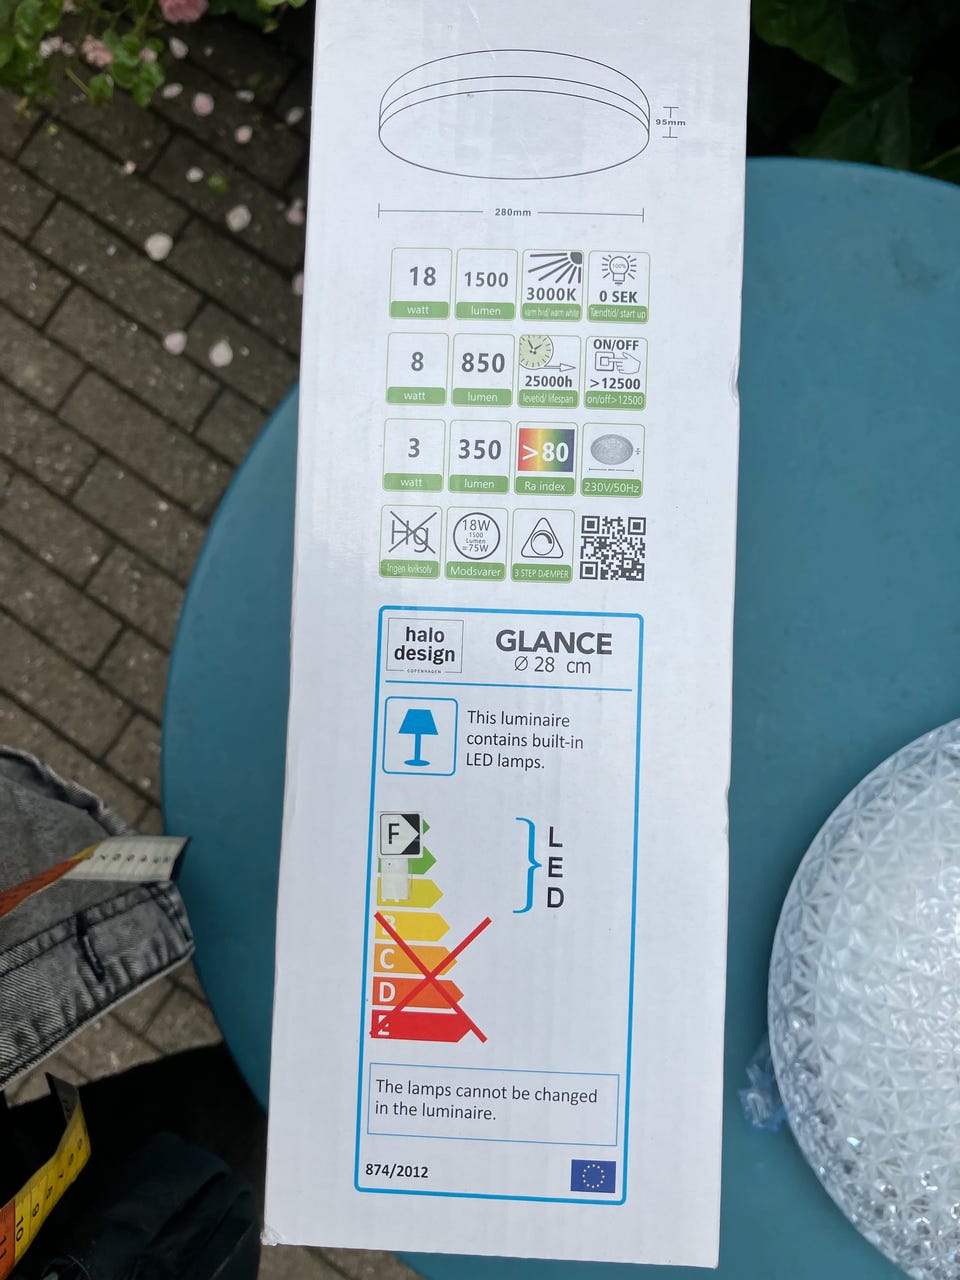 95mm
280mm
18
watt
1500
lumen
3000K
varm hvid/ warm white
100%
0 SEK
Tændtid/ start up
8
watt
850
lumen
25000h
levetid/ lifespan
ON/OFF
>12500
on/off>12500
3
watt
350
lumen
>80
Ra index
230V/50Hz
Hg
Ingen kviksølv
18W
1500
Lumen
=75W
Modsvarer
3 STEP DÆMPER
halo
design
COPENHAGEN
GLANCE
Ø 28 cm
This luminaire
contains built-in
LED lamps.
F
L
E
D
A
B
C
D
E
The lamps cannot be changed
in the luminaire.
874/2012
10
11